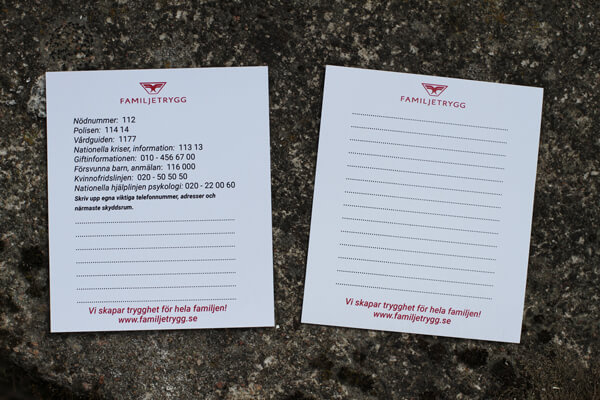 FAMILJETRYGG
Nödnummer: 112
Polisen: 114 14
Vårdguiden: 1177
Nationella kriser, information: 113 13
Giftinformationen: 010 - 456 67 00
Försvunna barn, anmälan: 116 000
Kvinnofridslinjen: 020 - 50 50 50
Nationella hjälplinjen psykologi: 020 - 22 00 60
Skriv upp egna viktiga telefonnummer, adresser och
närmaste skyddsrum.
Vi skapar trygghet för hela familjen!
www.familjetrygg.se
FAMILJETRYGG
Vi skapar trygghet för hela familjen!
www.familjetrygg.se